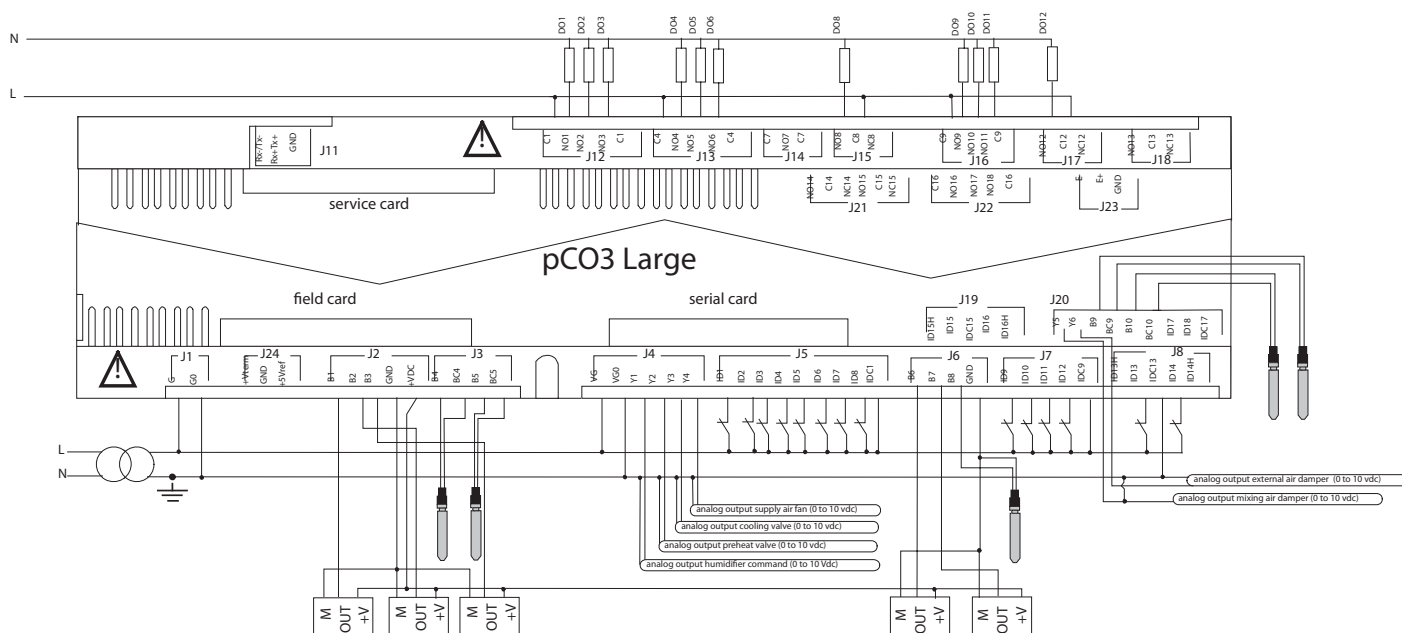 DO1
DO2
DO3
DO4
DO5
DO6
DO8
DO9
DO10
DO11
DO12
N
L
Rx-/Tx-
Rx+Tx+
GND
J11
C1
NO1
NO2
NO3
C1
J12
C4
NO4
NO5
NO6
C4
J13
C7
NO7
C7
J14
NO8
C8
NC8
J15
C9
NO9
NO10
NO11
C9
J16
NO12
C12
NC12
J17
NO13
C13
NC13
J18
service card
NO14
C14
NC14
NO15
C15
NC15
J21
C16
NO16
NO17
NO18
C16
J22
E-
E+
GND
J23
pCO3 Large
field card
serial card
J19
ID15H
ID15
IDC15
ID16
ID16H
J20
Y5
Y6
B9
BC9
B10
BC10
ID17
ID18
IDC17
J1
G
G0
J24
+Vterm
GND
+5Vref
J2
B1
B2
B3
GND
+VDC
J3
B4
BC4
B5
BC5
J4
VG
VG0
Y1
Y2
Y3
Y4
J5
ID1
ID2
ID3
ID4
ID5
ID6
ID7
ID8
IDC1
J6
B6
B7
B8
GND
J7
ID9
ID10
ID11
ID12
IDC9
J8
ID13H
ID13
IDC13
ID14
ID14H
L
N
analog output external air damper (0 to 10 vdc)
analog output mixing air damper (0 to 10 vdc)
analog output supply air fan (0 to 10 vdc)
analog output cooling valve (0 to 10 vdc)
analog output preheat valve (0 to 10 vdc)
analog output humidifier command (0 to 10 Vdc)
M
OUT
+V
M
OUT
+V
M
OUT
+V
M
OUT
+V
M
OUT
+V